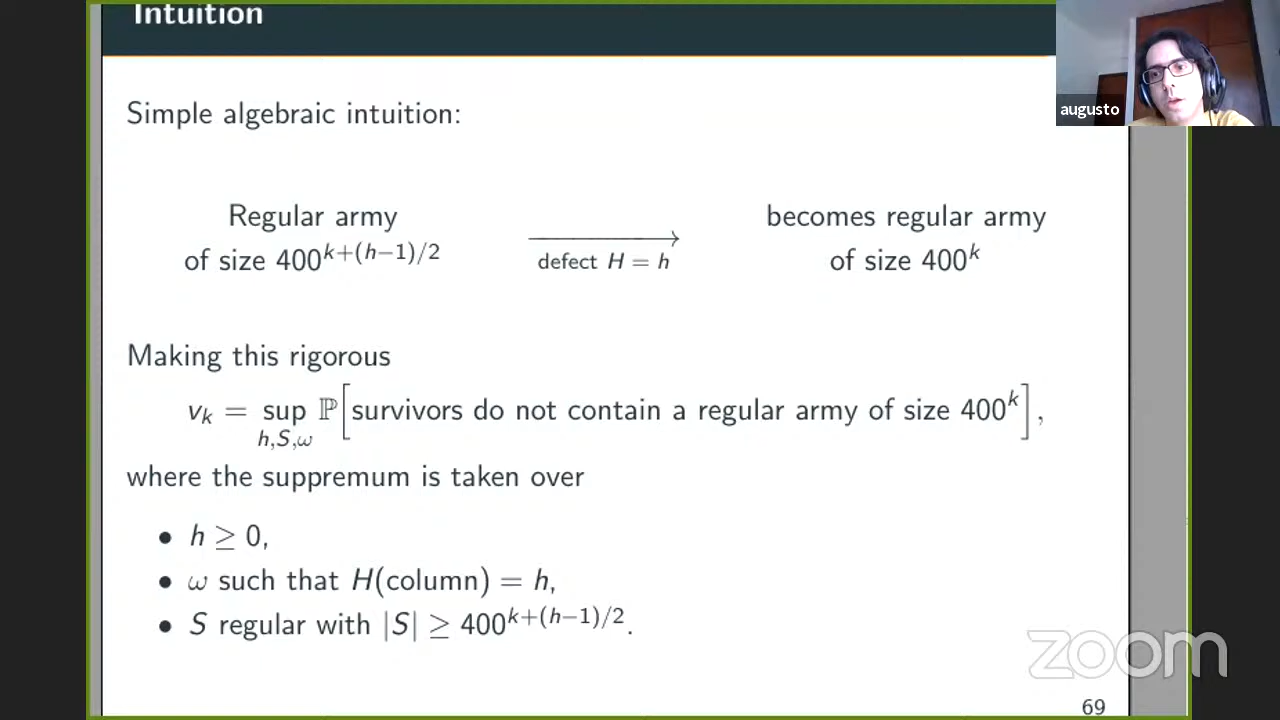 Intuition
augusto
Simple algebraic intuition:
Regular army
of size 400^{k+(h−1)/2}
defect H = h
becomes regular army
of size 400^k
Making this rigorous
v_k = sup_{h,S,ω} ℙ[survivors do not contain a regular army of size 400^k],
where the suppremum is taken over
• h ≥ 0,
• ω such that H(column) = h,
• S regular with |S| ≥ 400^{k+(h−1)/2}.
zoom
69